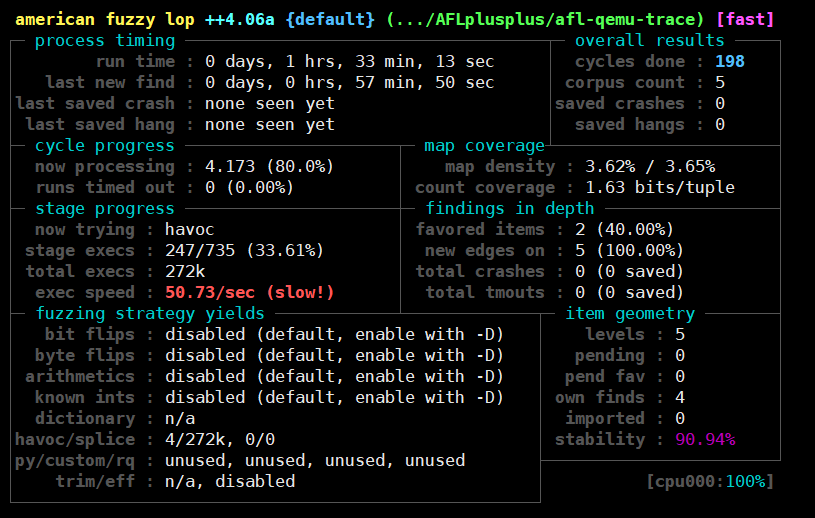 american fuzzy lop ++4.06a {default} (.../AFLplusplus/afl-qemu-trace) [fast]
process timing
run time : 0 days, 1 hrs, 33 min, 13 sec
last new find : 0 days, 0 hrs, 57 min, 50 sec
last saved crash : none seen yet
last saved hang : none seen yet
overall results
cycles done : 198
corpus count : 5
saved crashes : 0
saved hangs : 0
cycle progress
now processing : 4.173 (80.0%)
runs timed out : 0 (0.00%)
map coverage
map density : 3.62% / 3.65%
count coverage : 1.63 bits/tuple
stage progress
now trying : havoc
stage execs : 247/735 (33.61%)
total execs : 272k
exec speed : 50.73/sec (slow!)
findings in depth
favored items : 2 (40.00%)
new edges on : 5 (100.00%)
total crashes : 0 (0 saved)
total tmouts : 0 (0 saved)
fuzzing strategy yields
bit flips : disabled (default, enable with -D)
byte flips : disabled (default, enable with -D)
arithmetics : disabled (default, enable with -D)
known ints : disabled (default, enable with -D)
dictionary : n/a
havoc/splice : 4/272k, 0/0
py/custom/rq : unused, unused, unused, unused
trim/eff : n/a, disabled
item geometry
levels : 5
pending : 0
pend fav : 0
own finds : 4
imported : 0
stability : 90.94%
[cpu000:100%]